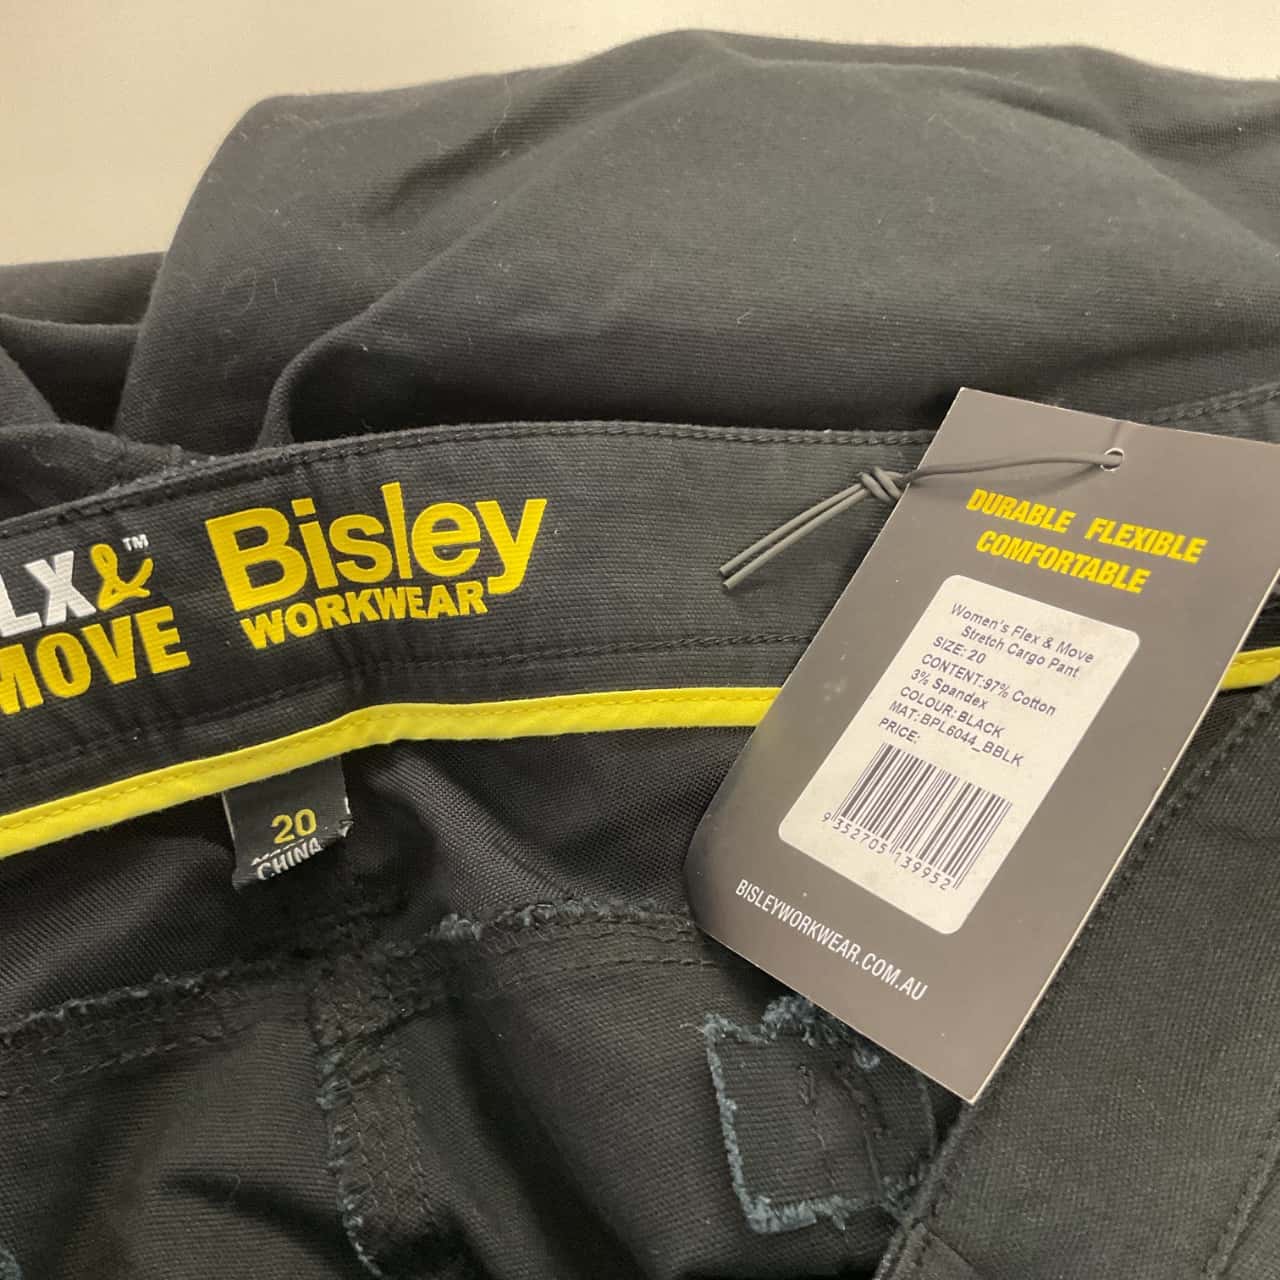 LX&™
MOVE
Bisley
WORKWEAR
20
CHINA
DURABLE FLEXIBLE
COMFORTABLE
Women's Flex & Move
Stretch Cargo Pant
SIZE: 20
CONTENT:97% Cotton
3% Spandex
COLOUR: BLACK
MAT: BPL6044_BBLK
PRICE:
9 352705 139952
BISLEYWORKWEAR.COM.AU